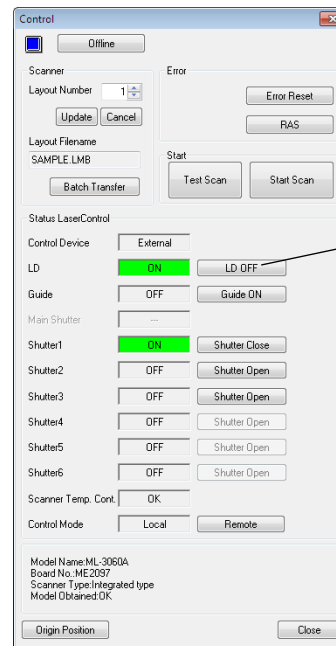 Control
Offline
Scanner
Layout Number 1
Update Cancel
Layout Filename
SAMPLE.LMB
Batch Transfer
Error
Error Reset
RAS
Start
Test Scan Start Scan
Status LaserControl
Control Device External
LD ON LD OFF
Guide OFF Guide ON
Main Shutter ---
Shutter1 ON Shutter Close
Shutter2 OFF Shutter Open
Shutter3 OFF Shutter Open
Shutter4 OFF Shutter Open
Shutter5 OFF Shutter Open
Shutter6 OFF Shutter Open
Scanner Temp. Cont. OK
Control Mode Local Remote
Model Name:ML-3060A
Board No.:ME2097
Scanner Type:Integrated type
Model Obtained:OK
Origin Position Close